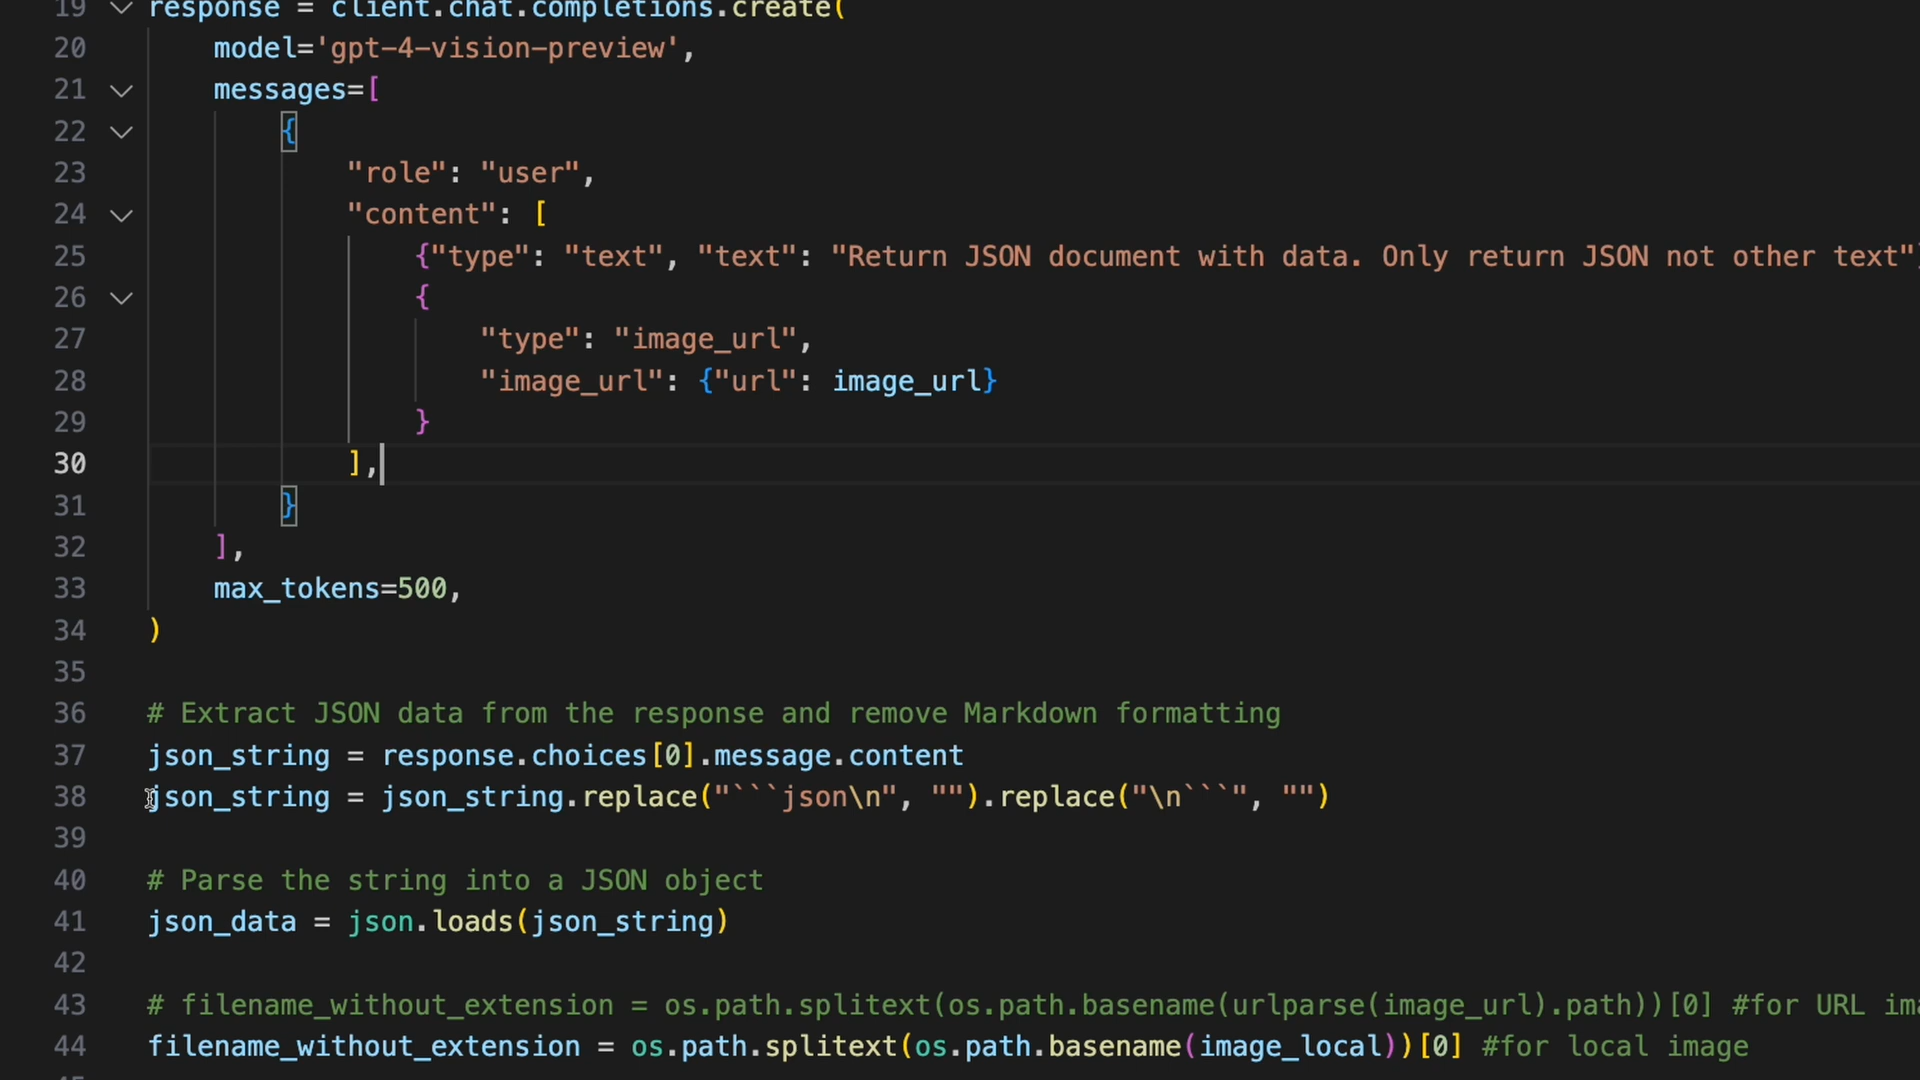 19 response = client.chat.completions.create(
20 model='gpt-4-vision-preview',
21 messages=[
22 {
23 "role": "user",
24 "content": [
25 {"type": "text", "text": "Return JSON document with data. Only return JSON not other text"
26 {
27 "type": "image_url",
28 "image_url": {"url": image_url}
29 }
30 ],
31 }
32 ],
33 max_tokens=500,
34 )
35
36 # Extract JSON data from the response and remove Markdown formatting
37 json_string = response.choices[0].message.content
38 json_string = json_string.replace("```json\n", "").replace("\n```", "")
39
40 # Parse the string into a JSON object
41 json_data = json.loads(json_string)
42
43 # filename_without_extension = os.path.splitext(os.path.basename(urlparse(image_url).path))[0] #for URL
44 filename_without_extension = os.path.splitext(os.path.basename(image_local))[0] #for local image